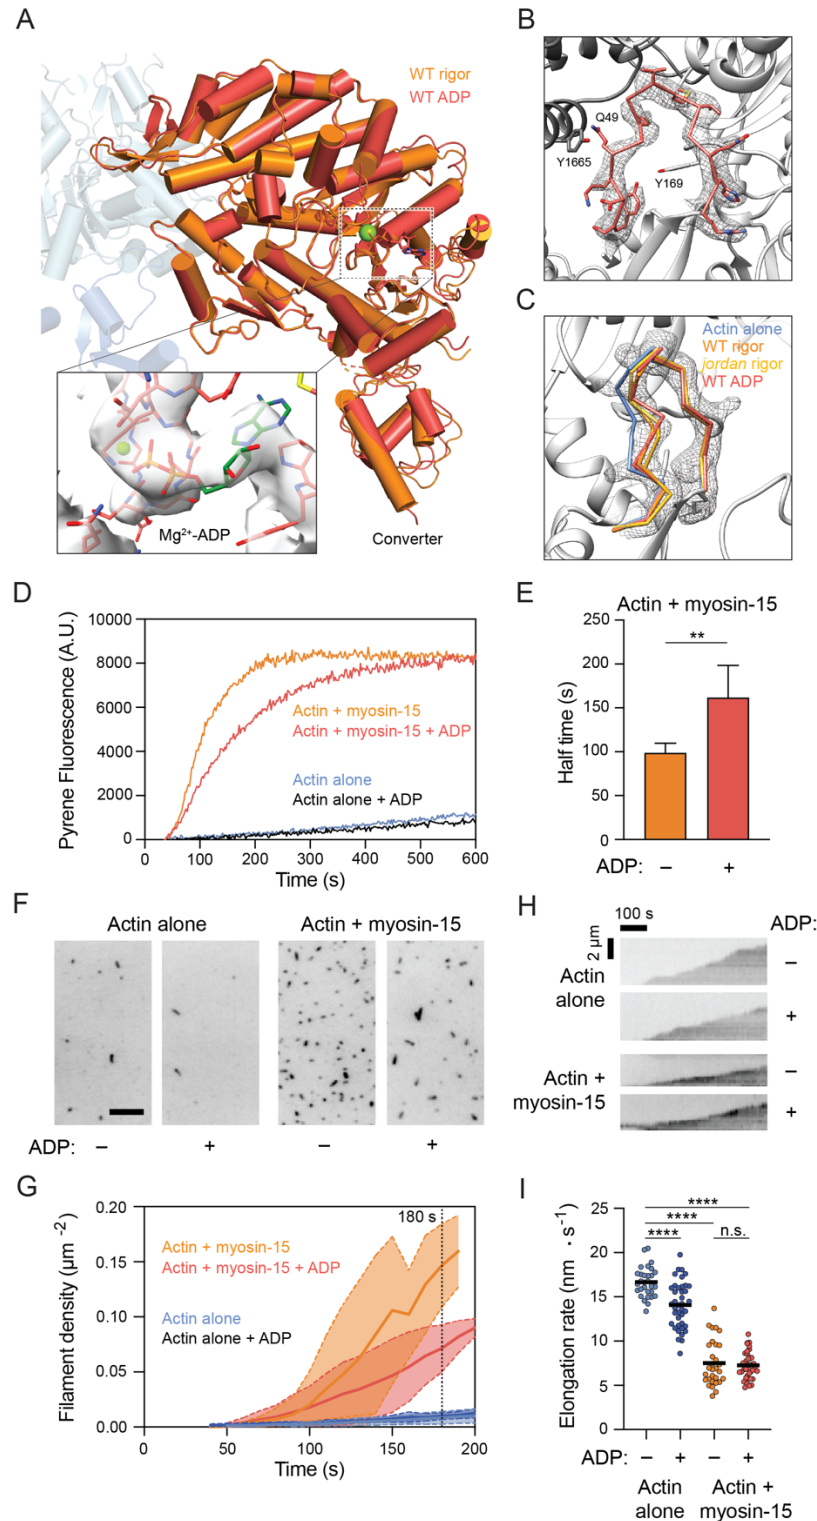 A
WT rigor
WT ADP
Mg²⁺-ADP
Converter
B
Q49
Y1665
Y169
C
Actin alone
WT rigor
jordan rigor
WT ADP
D
Pyrene Fluorescence (A.U.)
10000
8000
6000
4000
2000
0
Actin + myosin-15
Actin + myosin-15 + ADP
Actin alone
Actin alone + ADP
0 100 200 300 400 500 600
Time (s)
E
Actin + myosin-15
**
Half time (s)
250
200
150
100
50
0
ADP: – +
F
Actin alone
Actin + myosin-15
ADP: – + – +
G
Filament density (µm⁻²)
0.20
0.15
0.10
0.05
0.00
180 s
Actin + myosin-15
Actin + myosin-15 + ADP
Actin alone
Actin alone + ADP
0 50 100 150 200
Time (s)
H
100 s
ADP:
2 µm
Actin
alone
–
+
Actin +
myosin-15
–
+
I
Elongation rate (nm · s⁻¹)
25
20
15
10
5
0
****
****
****
n.s.
ADP: – + – +
Actin
alone
Actin +
myosin-15